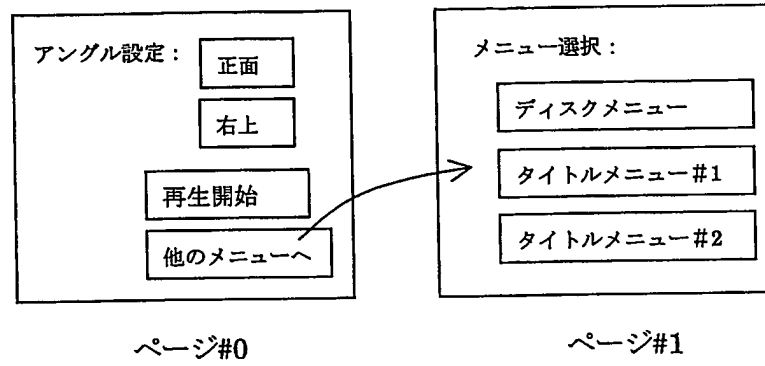 アングル設定：
正面
右上
再生開始
他のメニューへ
ページ#0
メニュー選択：
ディスクメニュー
タイトルメニュー#1
タイトルメニュー#2
ページ#1